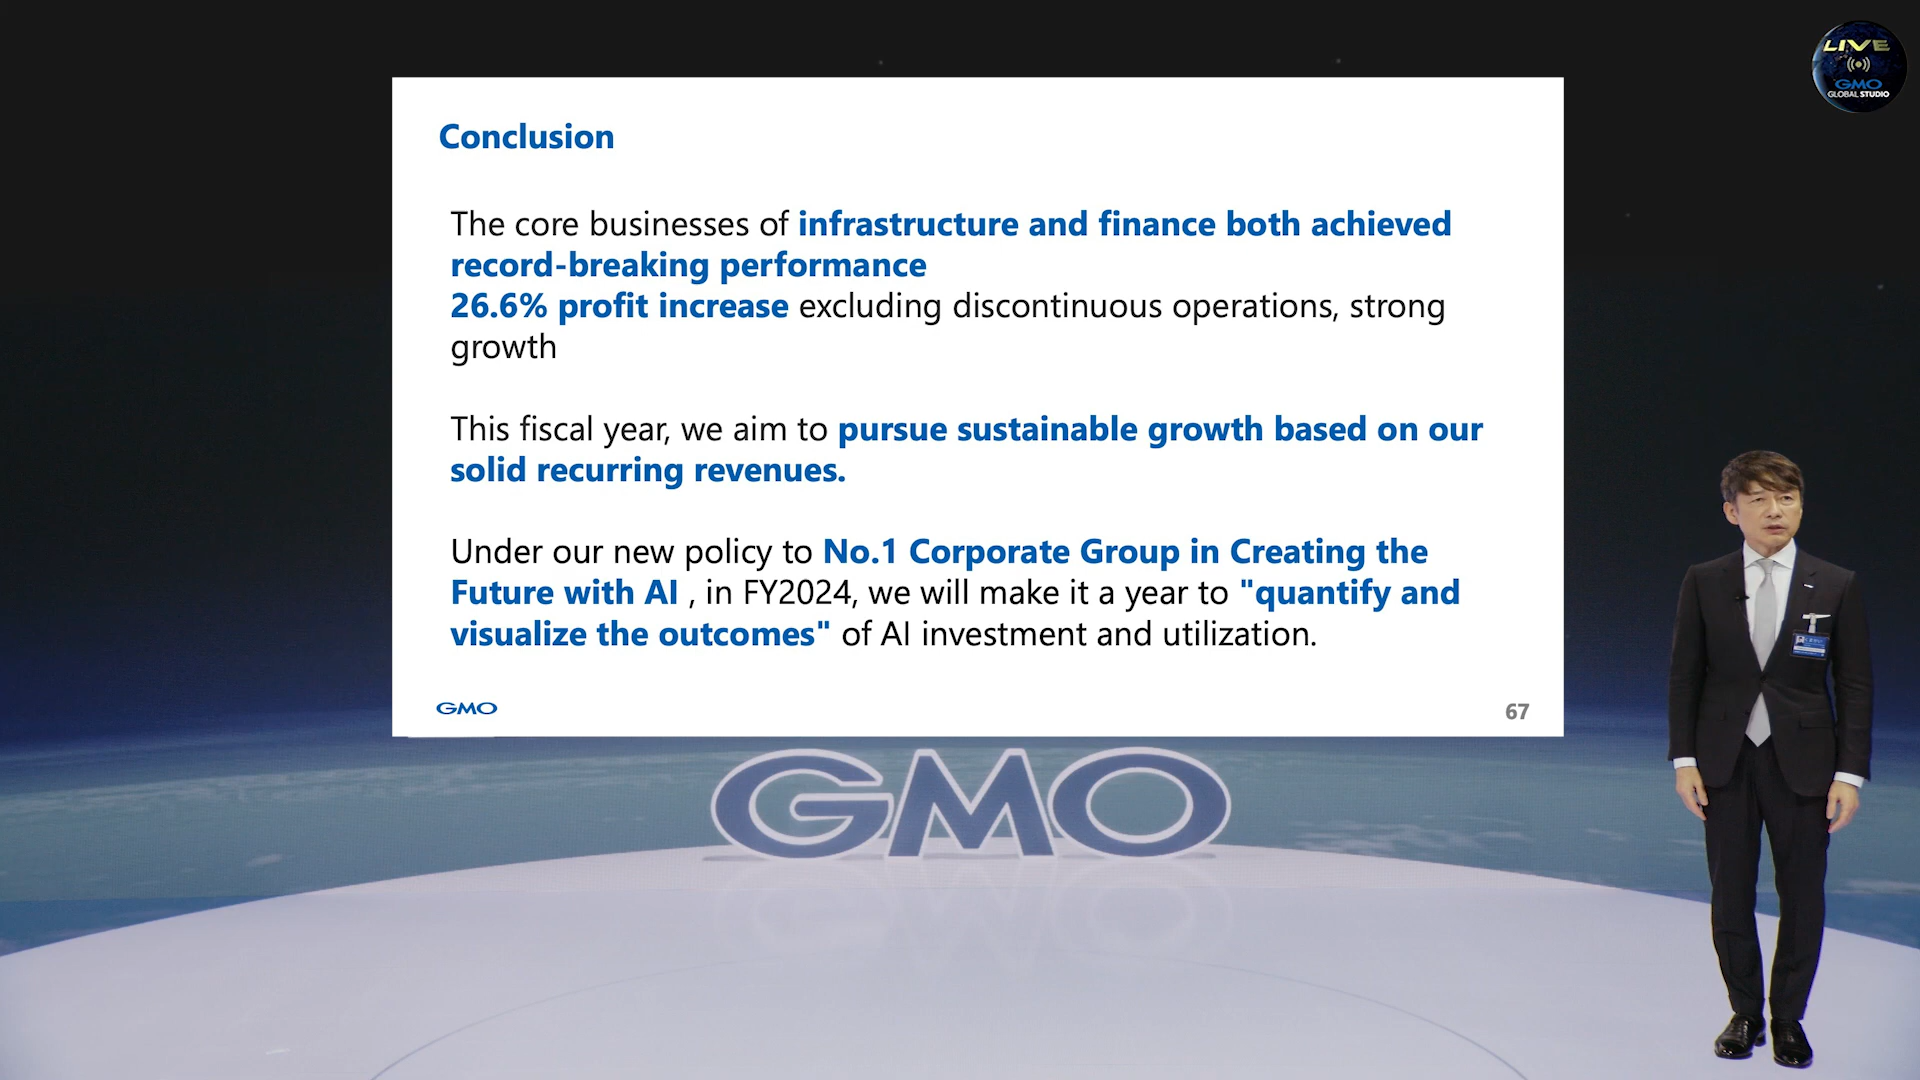 LIVE
GMO
GLOBAL STUDIO
Conclusion
The core businesses of infrastructure and finance both achieved
record-breaking performance
26.6% profit increase excluding discontinuous operations, strong
growth
This fiscal year, we aim to pursue sustainable growth based on our
solid recurring revenues.
Under our new policy to No.1 Corporate Group in Creating the
Future with AI , in FY2024, we will make it a year to "quantify and
visualize the outcomes" of AI investment and utilization.
GMO
67
GMO